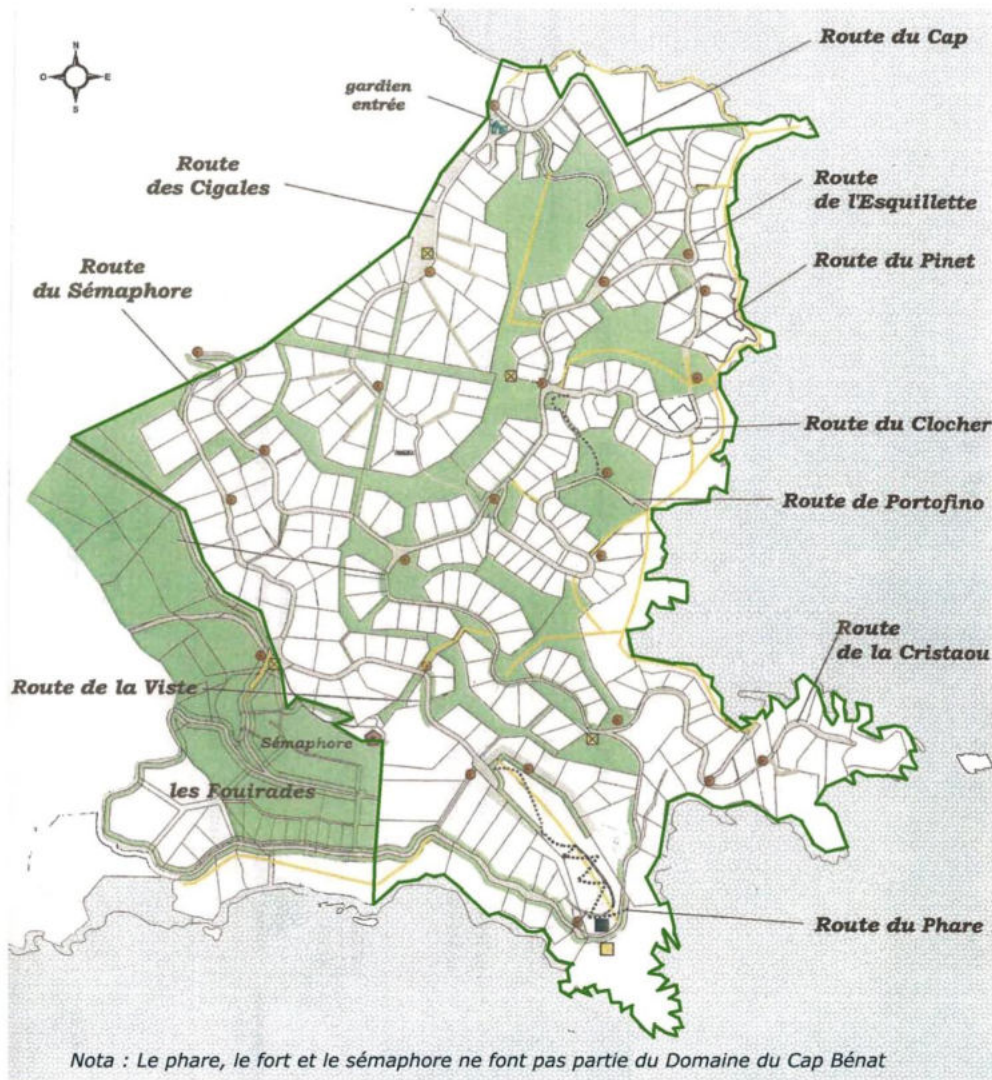 N
O
E
S
Route du Cap
gardien
entrée
Route
des Cigales
Route
de l'Esquillette
Route du Pinet
Route
du Sémaphore
Route du Clocher
Route de Portofino
Route
de la Cristaou
Route de la Viste
Sémaphore
les Fouirades
Route du Phare
Nota : Le phare, le fort et le sémaphore ne font pas partie du Domaine du Cap Bénat